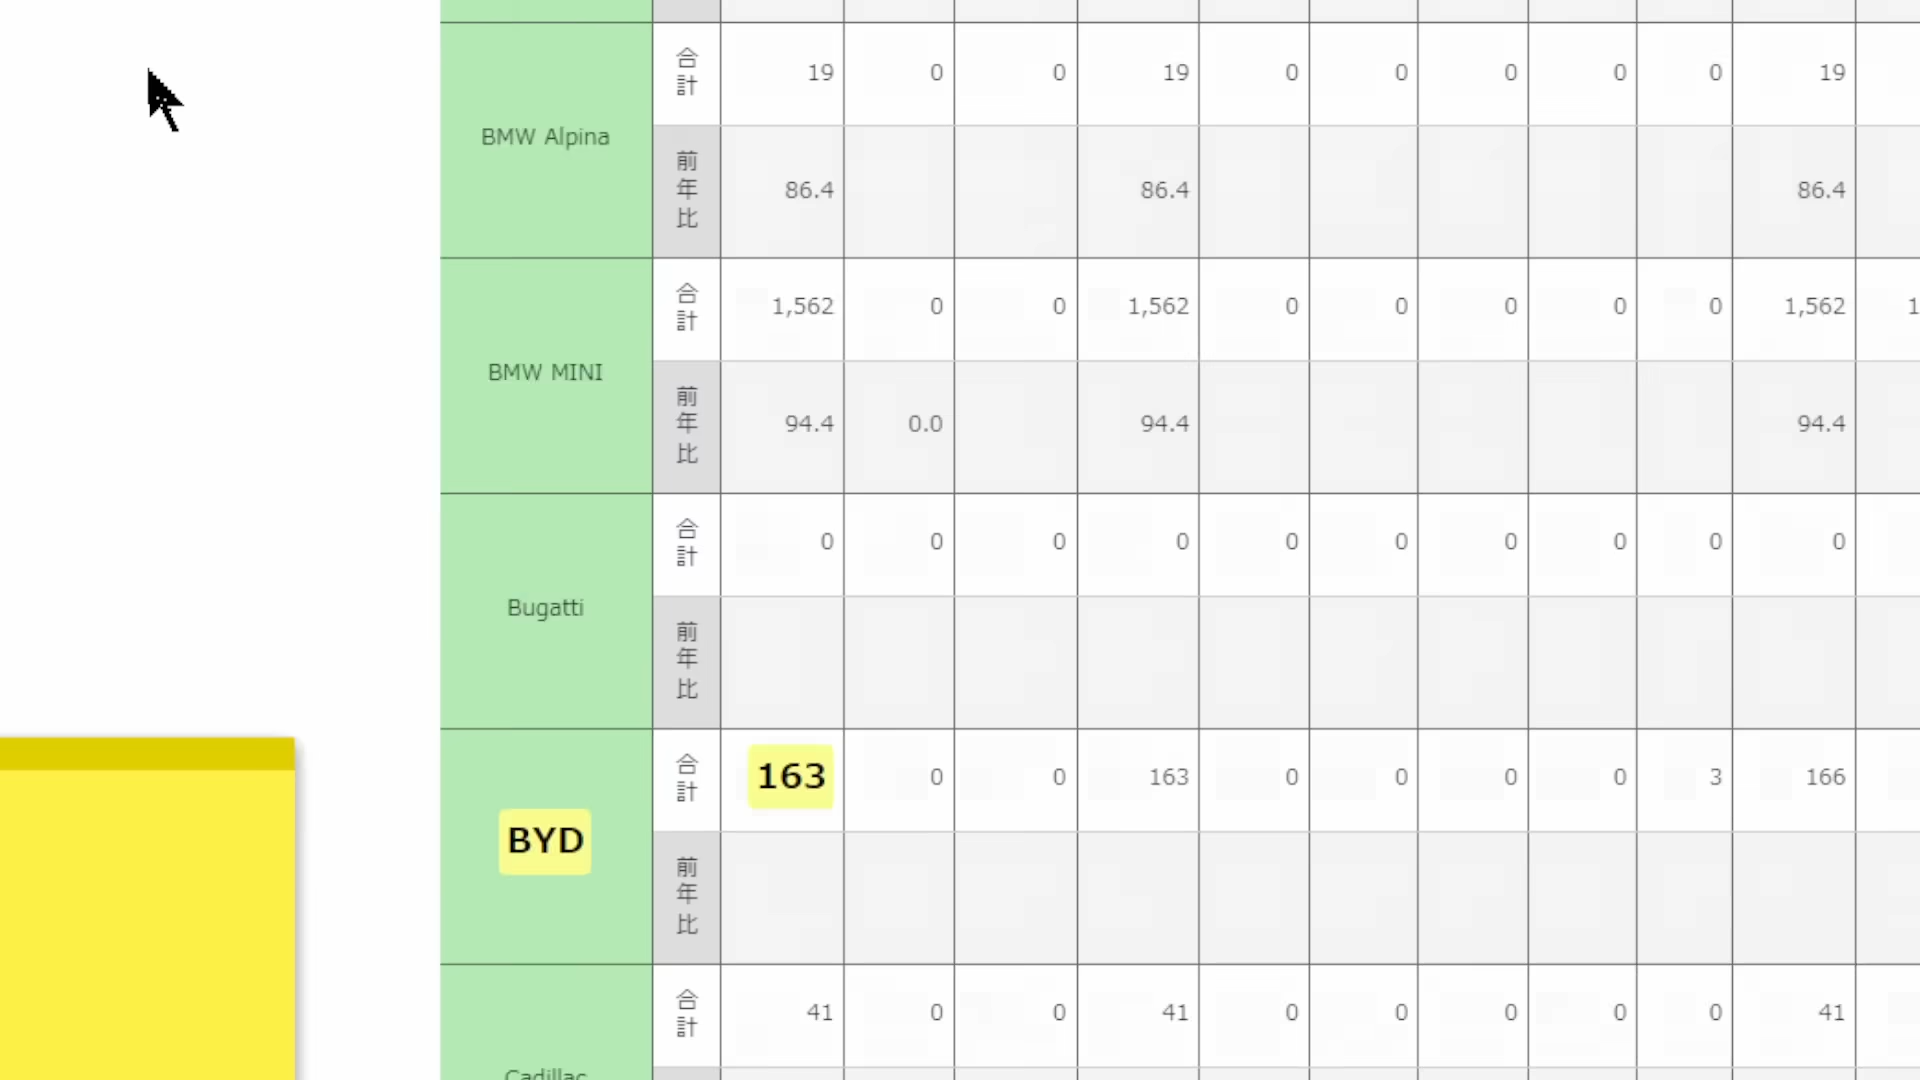 BMW Alpina
合計 19 0 0 19 0 0 0 0 0 19
前年比 86.4 86.4 86.4
BMW MINI
合計 1,562 0 0 1,562 0 0 0 0 0 1,562 1
前年比 94.4 0.0 94.4 94.4
Bugatti
合計 0 0 0 0 0 0 0 0 0 0
前年比
BYD
合計 163 0 0 163 0 0 0 0 3 166
前年比
Cadillac
合計 41 0 0 41 0 0 0 0 0 41